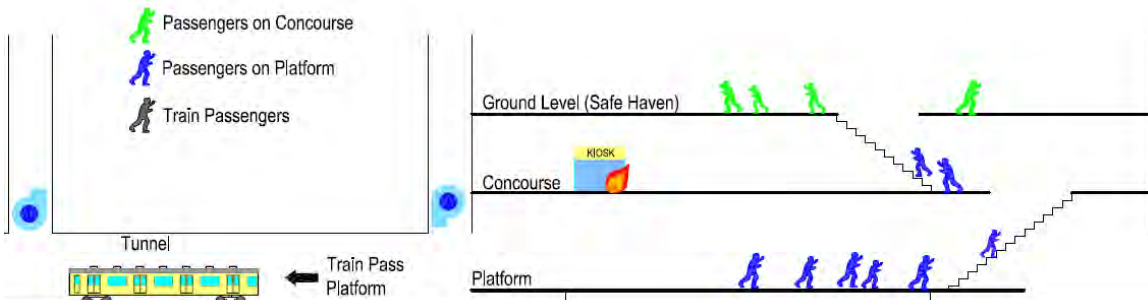 Passengers on Concourse
Passengers on Platform
Train Passengers
Ground Level (Safe Haven)
KIOSK
Concourse
Tunnel
Train Pass
Platform
Platform